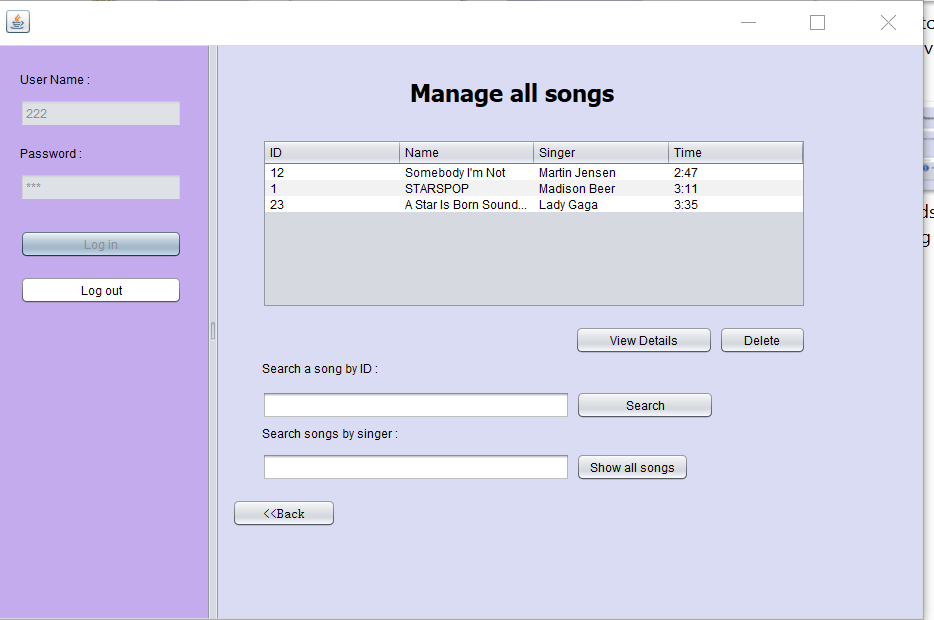 User Name :
222
Password :
***
Log in
Log out
Manage all songs
ID Name Singer Time
12 Somebody I'm Not Martin Jensen 2:47
1 STARSPOP Madison Beer 3:11
23 A Star Is Born Sound... Lady Gaga 3:35
View Details Delete
Search a song by ID :
Search
Search songs by singer :
Show all songs
<<Back